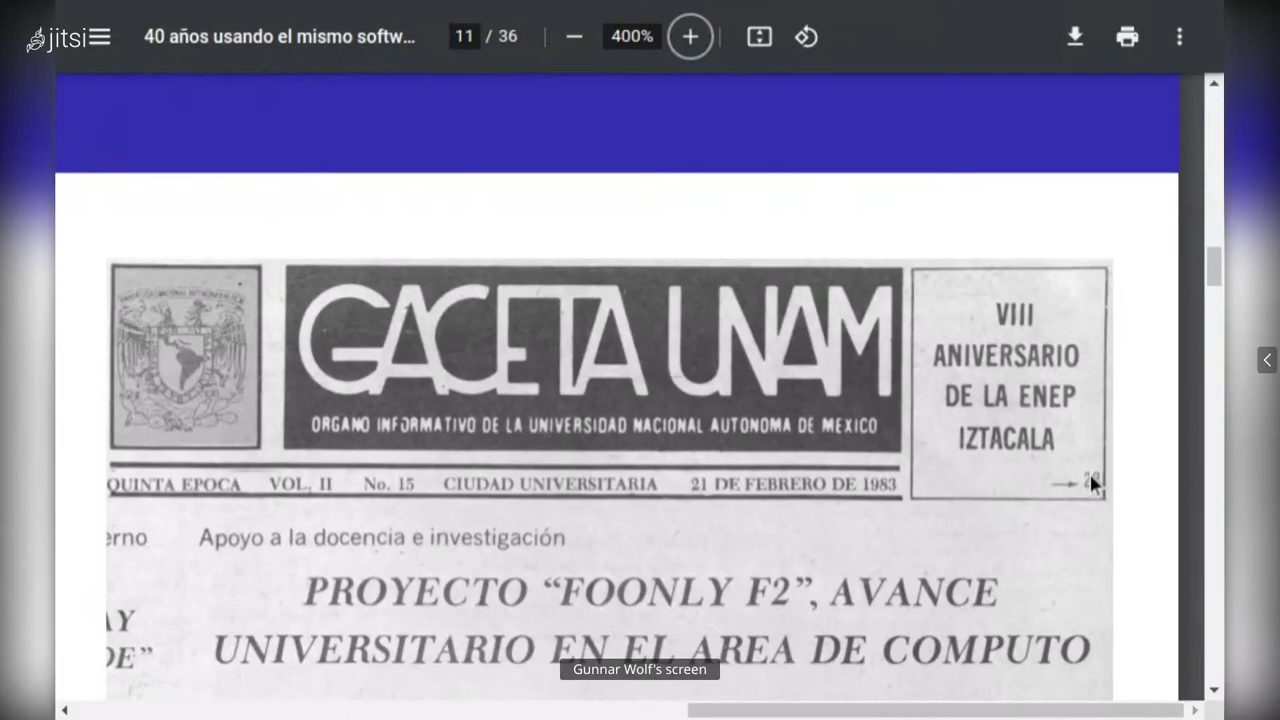 jitsi
40 años usando el mismo softw...
11 / 36
400%
GACETA UNAM
ORGANO INFORMATIVO DE LA UNIVERSIDAD NACIONAL AUTONOMA DE MEXICO
VIII
ANIVERSARIO
DE LA ENEP
IZTACALA
QUINTA EPOCA VOL. II No. 15 CIUDAD UNIVERSITARIA 21 DE FEBRERO DE 1983
erno
Apoyo a la docencia e investigación
PROYECTO “FOONLY F2”, AVANCE
UNIVERSITARIO EN EL AREA DE COMPUTO
AY
DE”
Gunnar Wolf's screen